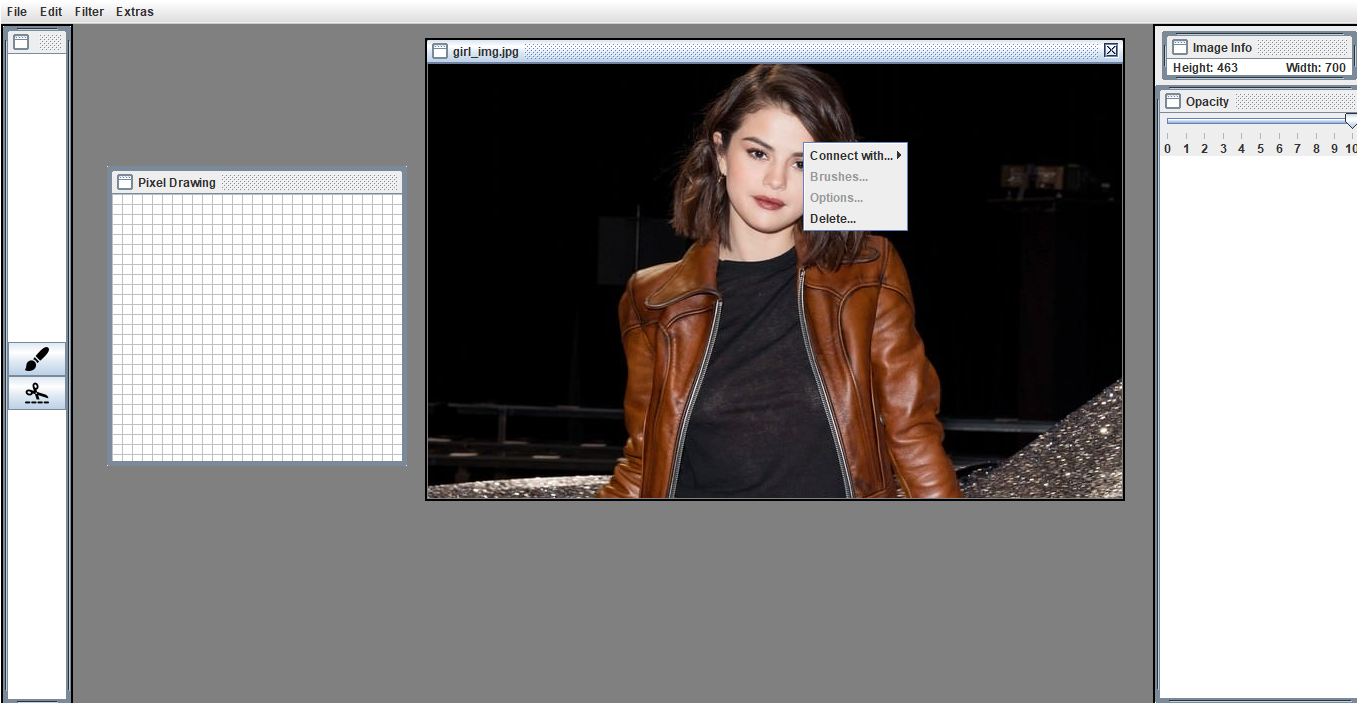 File Edit Filter Extras
girl_img.jpg
Connect with...
Brushes...
Options...
Delete...
Pixel Drawing
Image Info
Height: 463 Width: 700
Opacity
0 1 2 3 4 5 6 7 8 9 10